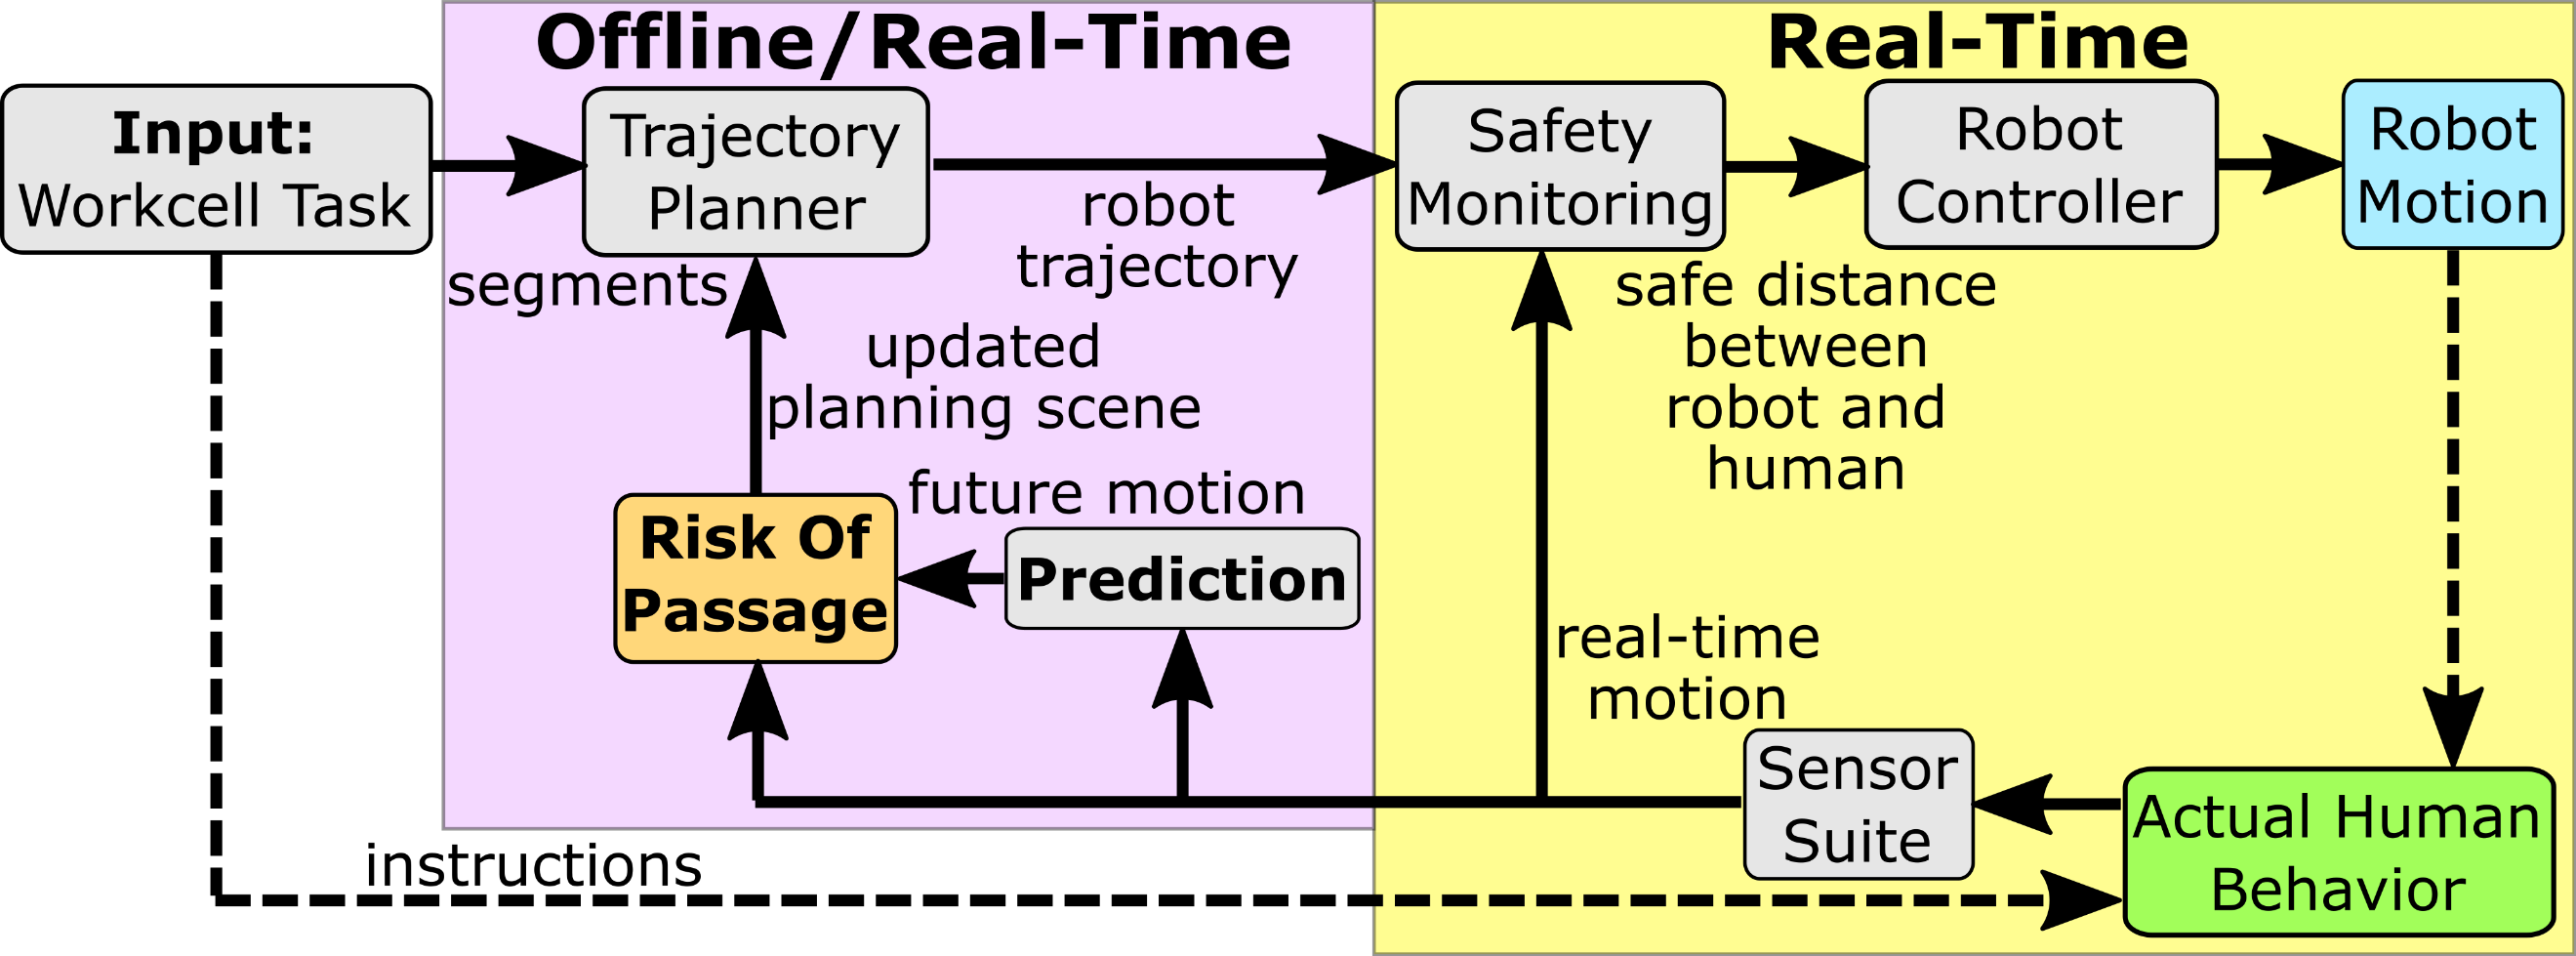 Offline/Real-Time
Real-Time
Input:
Workcell Task
Trajectory
Planner
Safety
Monitoring
Robot
Controller
Robot
Motion
segments
robot
trajectory
updated
planning scene
safe distance
between
robot and
human
future motion
Risk Of
Passage
Prediction
real-time
motion
Sensor
Suite
Actual Human
Behavior
instructions